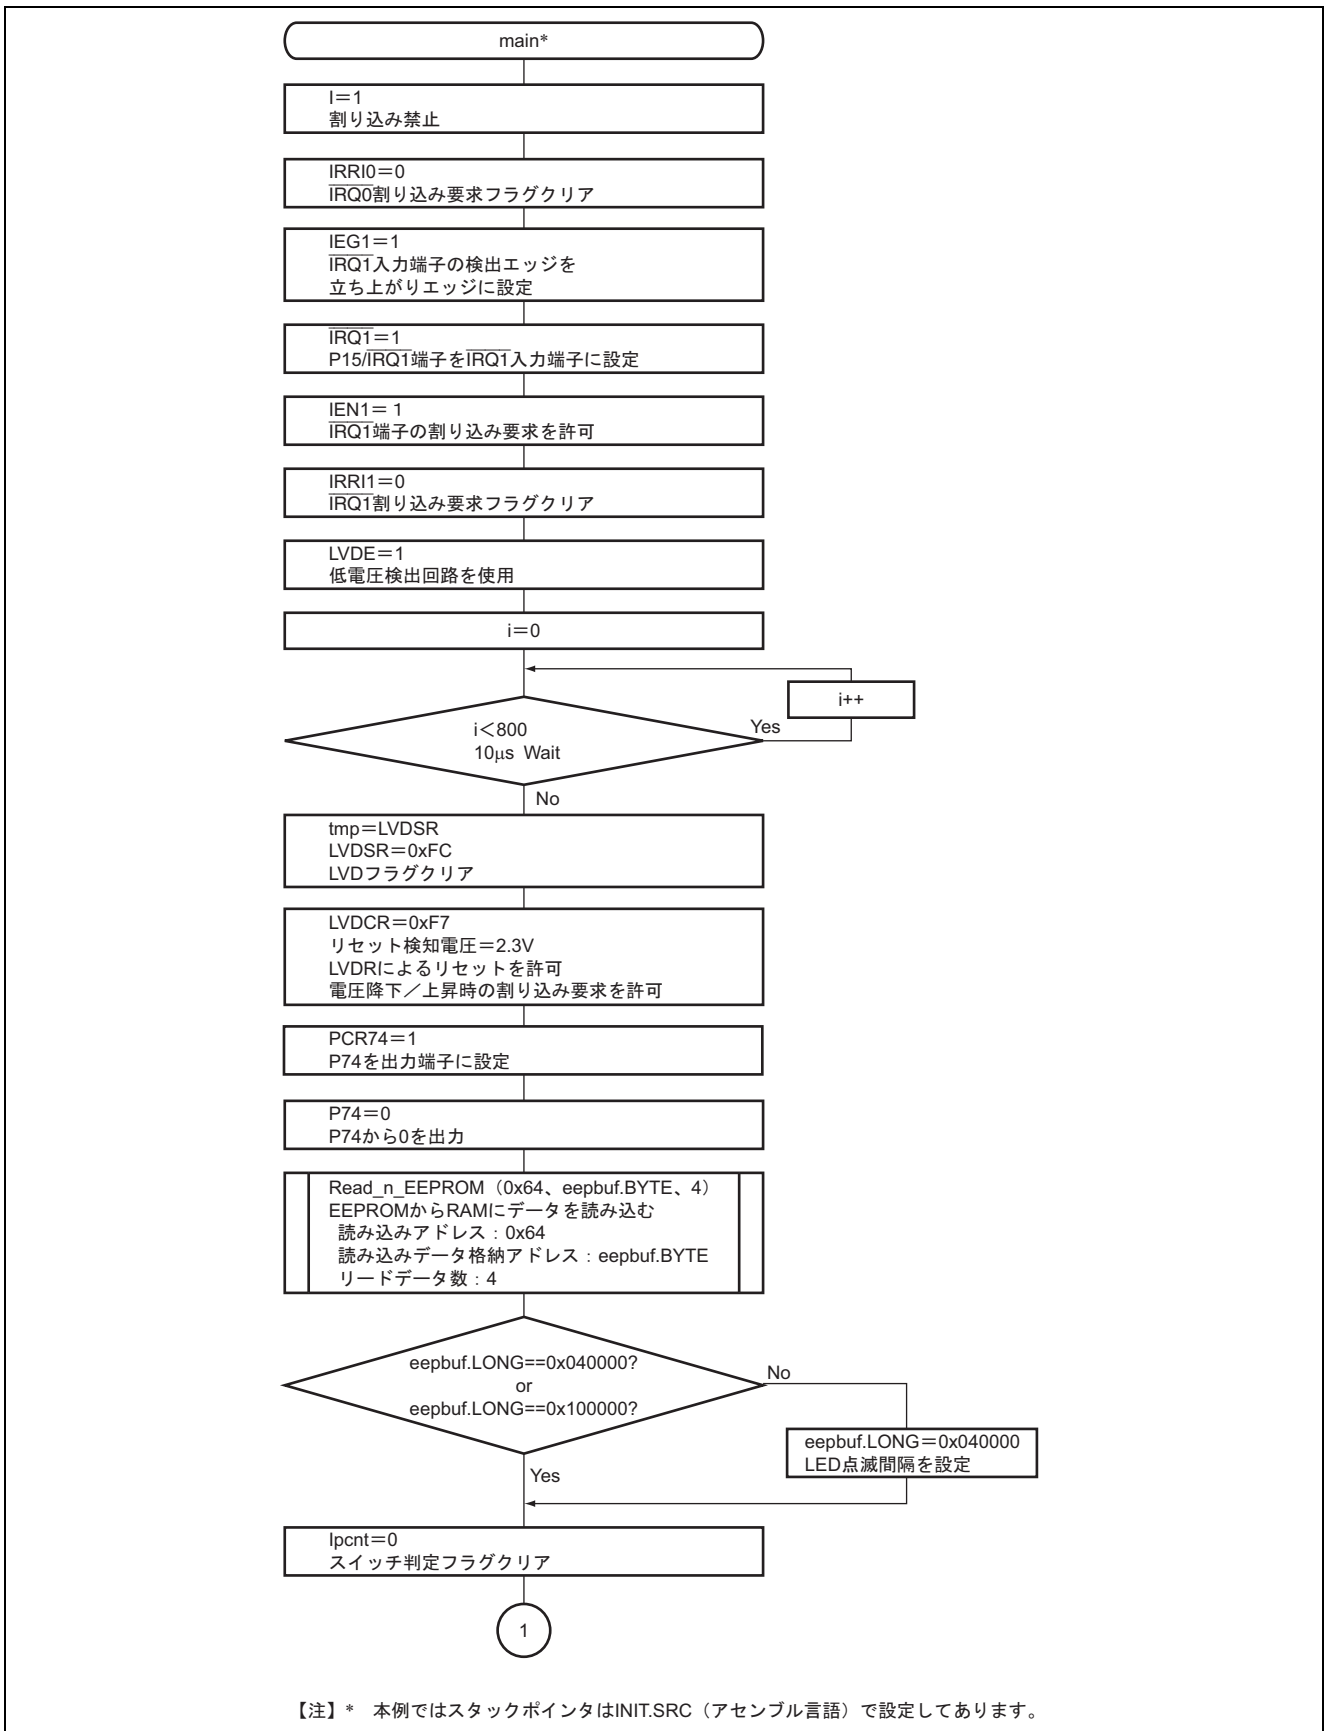 main*
I＝1
割り込み禁止
IRRI0＝0
IRQ0割り込み要求フラグクリア
IEG1＝1
IRQ1入力端子の検出エッジを
立ち上がりエッジに設定
IRQ1＝1
P15/IRQ1端子をIRQ1入力端子に設定
IEN1＝ 1
IRQ1端子の割り込み要求を許可
IRRI1＝0
IRQ1割り込み要求フラグクリア
LVDE＝1
低電圧検出回路を使用
i＝0
i++
i＜800
10μs Wait
Yes
No
tmp＝LVDSR
LVDSR＝0xFC
LVDフラグクリア
LVDCR＝0xF7
リセット検知電圧＝2.3V
LVDRによるリセットを許可
電圧降下／上昇時の割り込み要求を許可
PCR74＝1
P74を出力端子に設定
P74＝0
P74から0を出力
Read_n_EEPROM（0x64、eepbuf.BYTE、4）
EEPROMからRAMにデータを読み込む
読み込みアドレス：0x64
読み込みデータ格納アドレス：eepbuf.BYTE
リードデータ数：4
eepbuf.LONG==0x040000?
or
eepbuf.LONG==0x100000?
No
eepbuf.LONG＝0x040000
LED点滅間隔を設定
Yes
lpcnt＝0
スイッチ判定フラグクリア
1
【注】* 本例ではスタックポインタはINIT.SRC（アセンブル言語）で設定してあります。